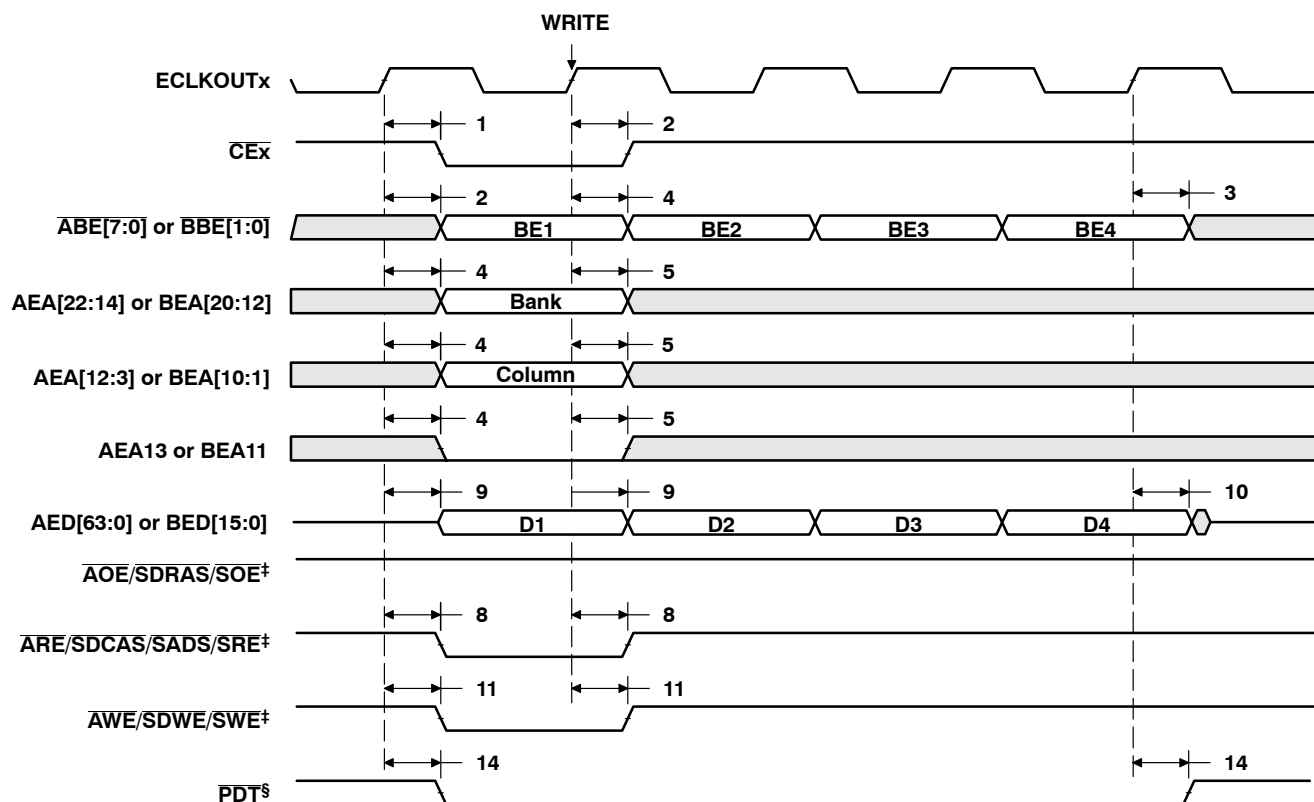 WRITE
ECLKOUTx
1 2
CEx
2 4 3
ABE[7:0] or BBE[1:0] BE1 BE2 BE3 BE4
4 5
AEA[22:14] or BEA[20:12] Bank
4 5
AEA[12:3] or BEA[10:1] Column
4 5
AEA13 or BEA11
9 9 10
AED[63:0] or BED[15:0] D1 D2 D3 D4
AOE/SDRAS/SOE‡
8 8
ARE/SDCAS/SADS/SRE‡
11 11
AWE/SDWE/SWE‡
14 14
PDT§